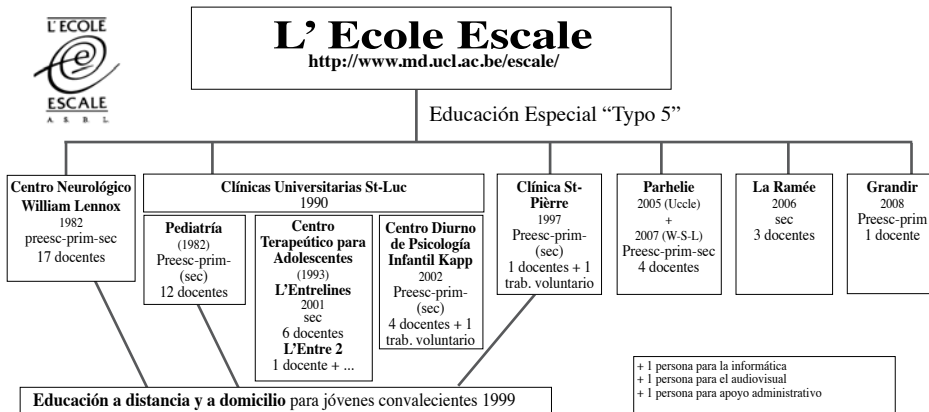 L'ECOLE
ESCALE
A. S. B. L.
L' Ecole Escale
http://www.md.ucl.ac.be/escale/
Educación Especial “Typo 5”
Centro Neurológico
William Lennox
1982
preesc-prim-sec
17 docentes
Clínicas Universitarias St-Luc
1990
Pediatría
(1982)
Preesc-prim-
(sec)
12 docentes
Centro
Terapeútico para
Adolescentes
(1993)
L'Entrelines
2001
sec
6 docentes
L'Entre 2
1 docente + ...
Centro Diurno
de Psicología
Infantil Kapp
2002
Preesc-prim-
(sec)
4 docentes + 1
trab. voluntario
Clínica St-
Pièrre
1997
Preesc-prim-
(sec)
1 docentes + 1
trab. voluntario
Parhelie
2005 (Uccle)
+
2007 (W-S-L)
Preesc-prim-sec
4 docentes
La Ramée
2006
sec
3 docentes
Grandir
2008
Preesc-prim
1 docente
Educación a distancia y a domicilio para jóvenes convalecientes 1999
+ 1 persona para la informática
+ 1 persona para el audiovisual
+ 1 persona para apoyo administrativo